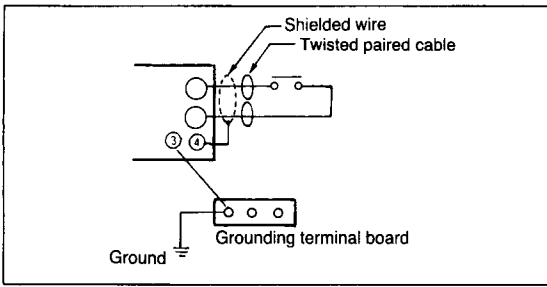 Shielded wire
Twisted paired cable
3 4
Grounding terminal board
Ground